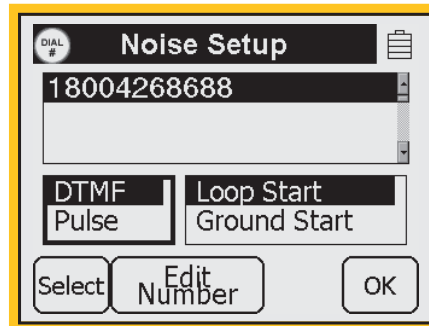 DIAL
#
Noise Setup
18004268688
DTMF
Pulse
Loop Start
Ground Start
Select
Edit
Number
OK